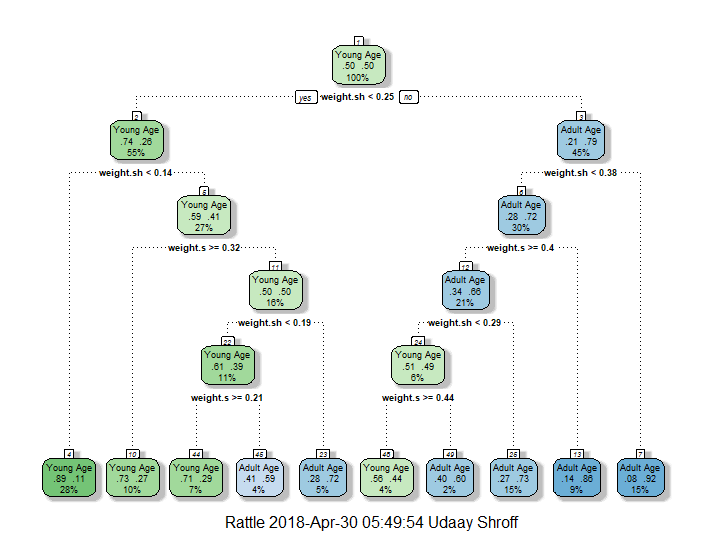 1
Young Age
.50 .50
100%
yes weight.sh < 0.25 no
2
Young Age
.74 .26
55%
3
Adult Age
.21 .79
45%
weight.sh < 0.14
weight.sh < 0.38
5
Young Age
.59 .41
27%
6
Adult Age
.28 .72
30%
weight.s >= 0.32
weight.s >= 0.4
11
Young Age
.50 .50
16%
12
Adult Age
.34 .66
21%
weight.sh < 0.19
weight.sh < 0.29
22
Young Age
.61 .39
11%
24
Young Age
.51 .49
6%
weight.s >= 0.21
weight.s >= 0.44
4
Young Age
.89 .11
28%
10
Young Age
.73 .27
10%
44
Young Age
.71 .29
7%
45
Adult Age
.41 .59
4%
23
Adult Age
.28 .72
5%
48
Young Age
.56 .44
4%
49
Adult Age
.40 .60
2%
25
Adult Age
.27 .73
15%
13
Adult Age
.14 .86
9%
7
Adult Age
.08 .92
15%
Rattle 2018-Apr-30 05:49:54 Udaay Shroff